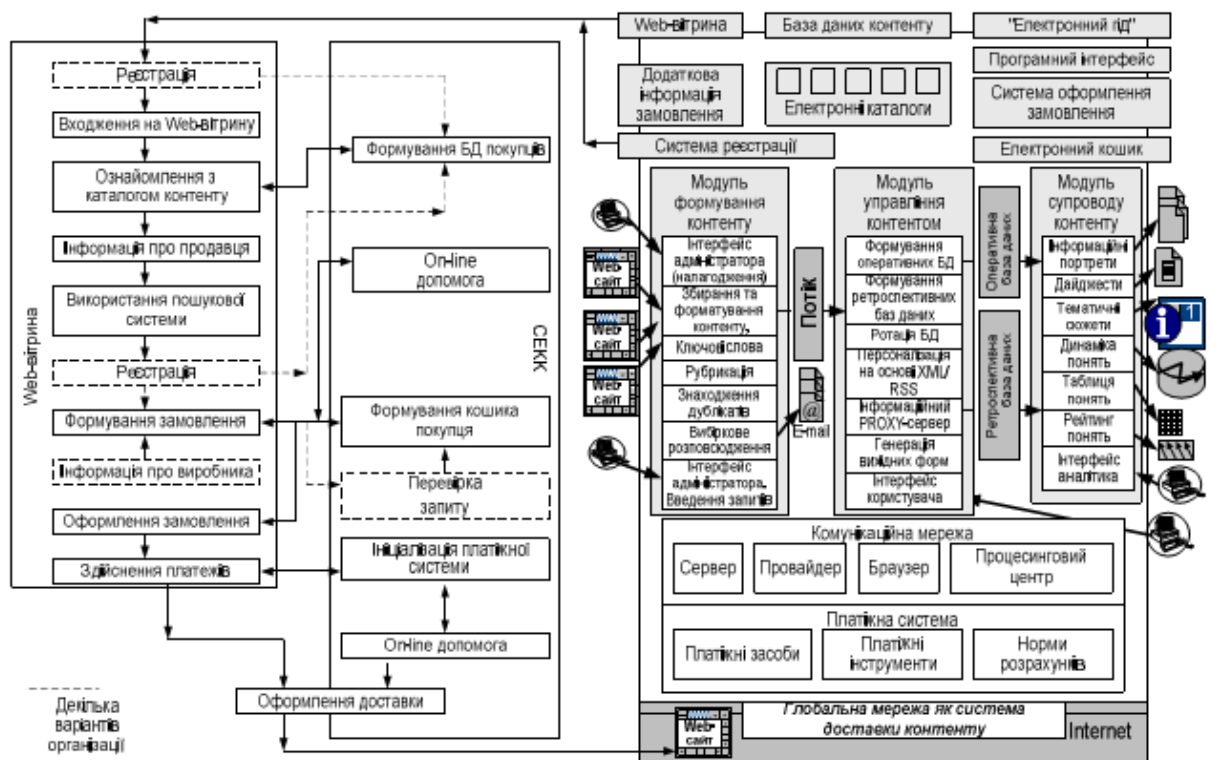 Web-вітрина
Реєстрація
Входження на Web-вітрину
Ознайомлення з
каталогом контенту
Інформація про продавця
Використання пошукової
системи
Реєстрація
Формування замовлення
Інформація про виробника
Оформлення замовлення
Здійснення платежів
Декілька
варіантів
організації
СЕКК
Формування БД покупців
On-line
допомога
Формування кошика
покупця
Перевірка
запиту
Ініціалівація платікної
системи
On-line допомога
Оформлення доставки
Web-вітрина
База даних контенту
"Електронний гід"
Додаткова
інформація
замовлення
Електронні каталоги
Програмний інтерфейс
Система оформлення
замовлення
Система реєстрації
Електронний кошик
Модуль
формування
контенту
Інтерфейс
адміністратора
(налагодження)
Збирання та
форматування
контенту,
Ключові слова
Рубрикація
Знаходження
дублікатів
Вибіркове
розповсюдження
Інтерфейс
адміністратора.
Введення запитів
Web-
сайт
Web-
сайт
Web-
сайт
Потік
@
E-mail
Модуль
управління
контентом
Формування
оперативних БД
Формування
ретроспективних
баз даних
Ротація БД
Персоналрація
на основі XML/
RSS
Інформаційний
PROXY-сервер
Генерація
вихідних форм
Інтерфейс
користувача
Оперативна
база даних
Ретроспективна
база даних
Модуль
супроводу
контенту
Інформаційні
портрети
Дайджести
Тематичні
сюжети
Динаміка
понять
Таблиця
понять
Рейтинг
понять
Інтерфейс
аналітика
i
1
Комунікаційна мережа
Сервер
Провайдер
Браузер
Процесинговий
центр
Платікна система
Платікні засоби
Платіжні
інструменти
Норми
розрахунків
Web-
сайт
Глобальна мережа як система
доставки контенту
Internet